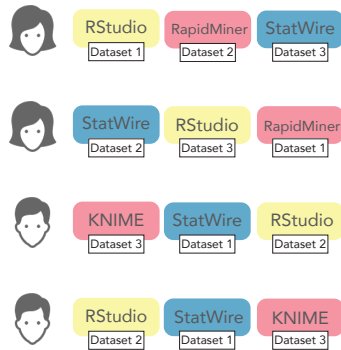 RStudio RapidMiner StatWire
Dataset 1 Dataset 2 Dataset 3
StatWire RStudio RapidMiner
Dataset 2 Dataset 3 Dataset 1
KNIME StatWire RStudio
Dataset 3 Dataset 1 Dataset 2
RStudio StatWire KNIME
Dataset 2 Dataset 1 Dataset 3